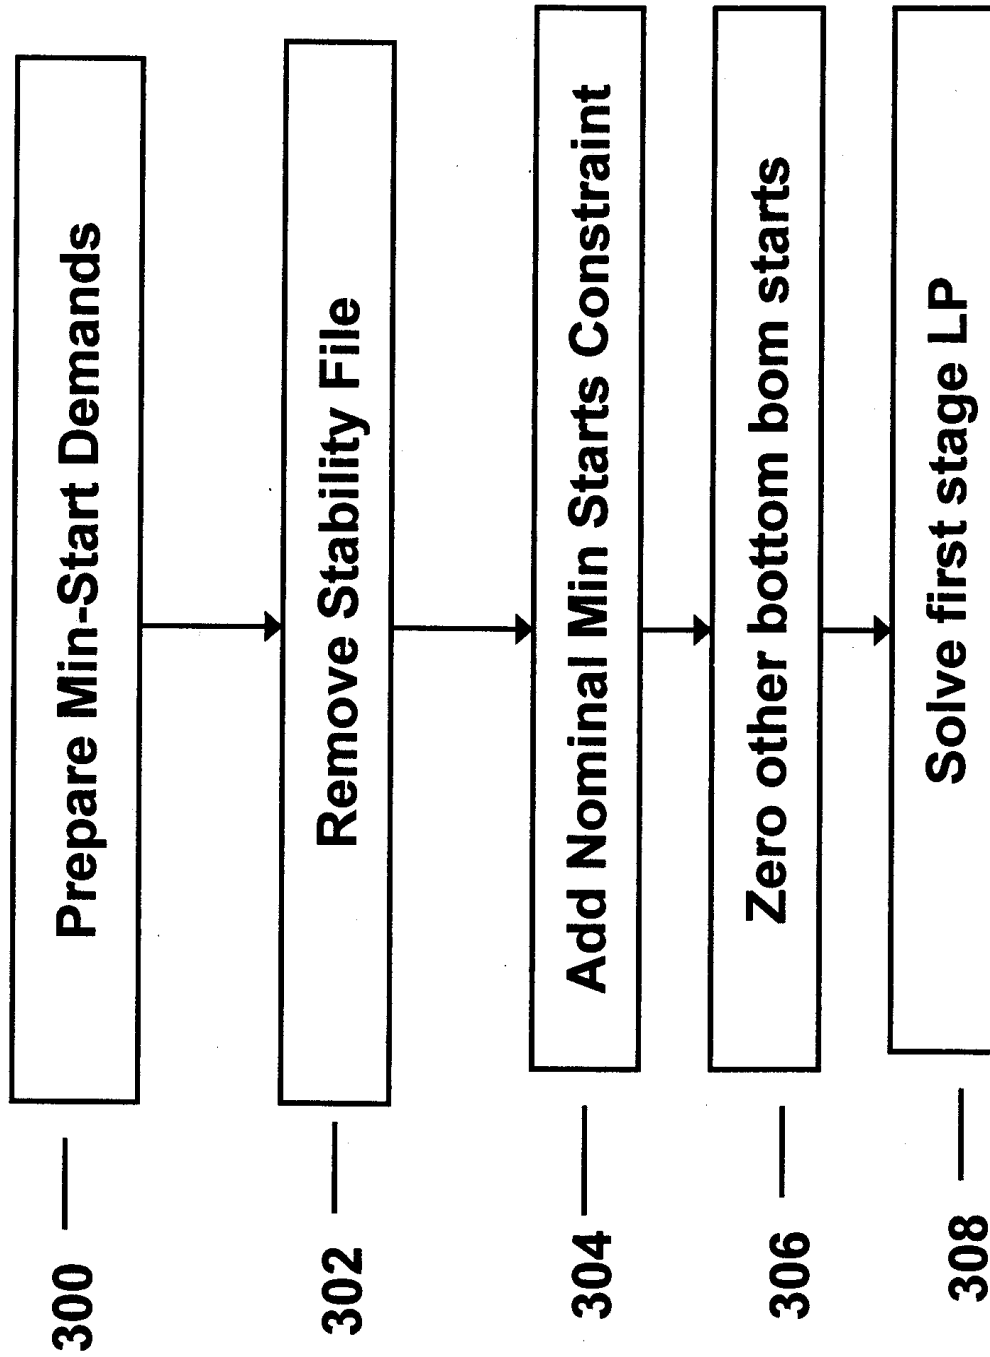 300
Prepare Min-Start Demands
302
Remove Stability File
304
Add Nominal Min Starts Constraint
306
Zero other bottom bom starts
308
Solve first stage LP